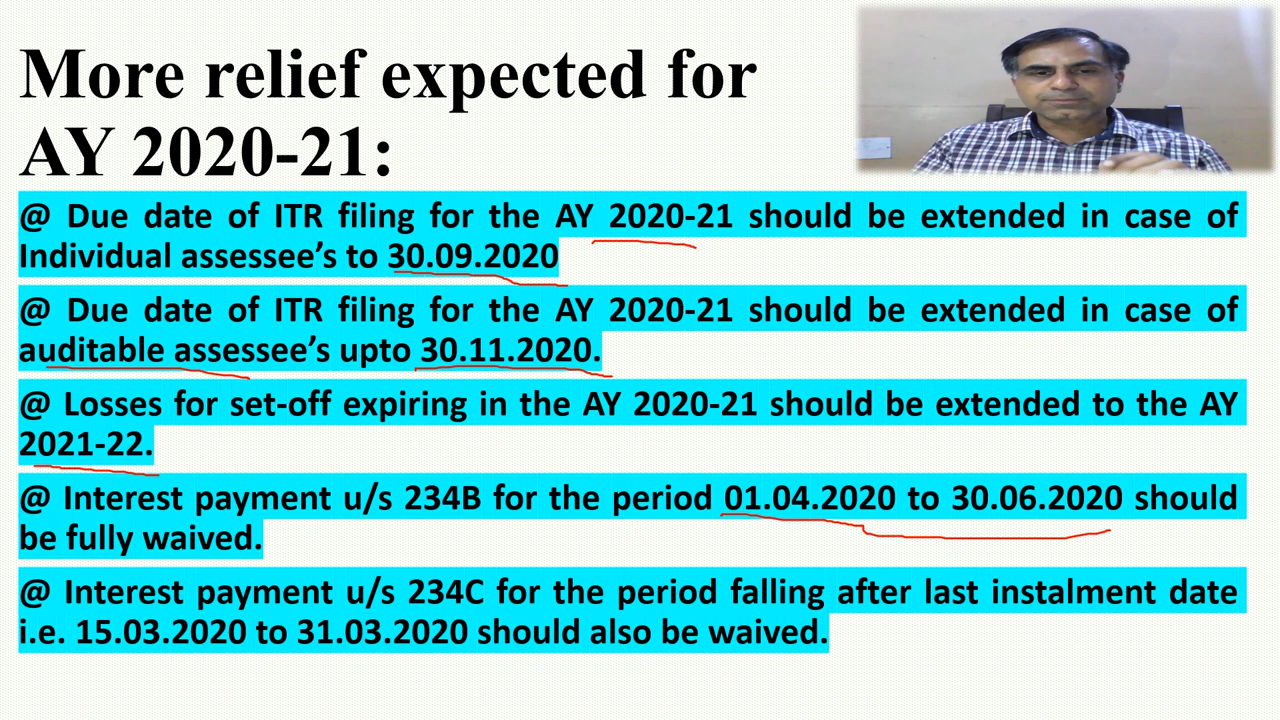 More relief expected for
AY 2020-21:
@ Due date of ITR filing for the AY 2020-21 should be extended in case of
Individual assessee’s to 30.09.2020
@ Due date of ITR filing for the AY 2020-21 should be extended in case of
auditable assessee’s upto 30.11.2020.
@ Losses for set-off expiring in the AY 2020-21 should be extended to the AY
2021-22.
@ Interest payment u/s 234B for the period 01.04.2020 to 30.06.2020 should
be fully waived.
@ Interest payment u/s 234C for the period falling after last instalment date
i.e. 15.03.2020 to 31.03.2020 should also be waived.